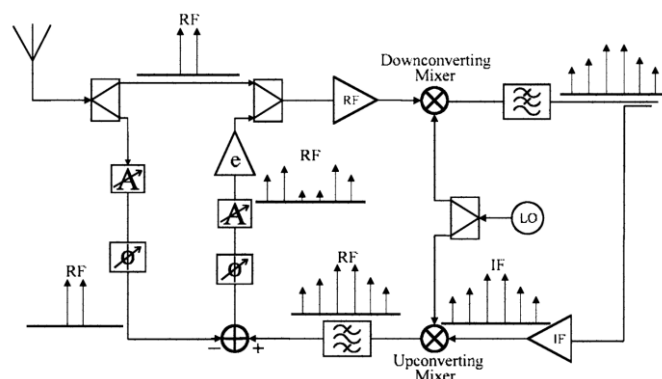 RF
Downconverting
Mixer
RF
A
e
RF
A
LO
ø
ø
RF
RF
IF
− +
IF
Upconverting
Mixer